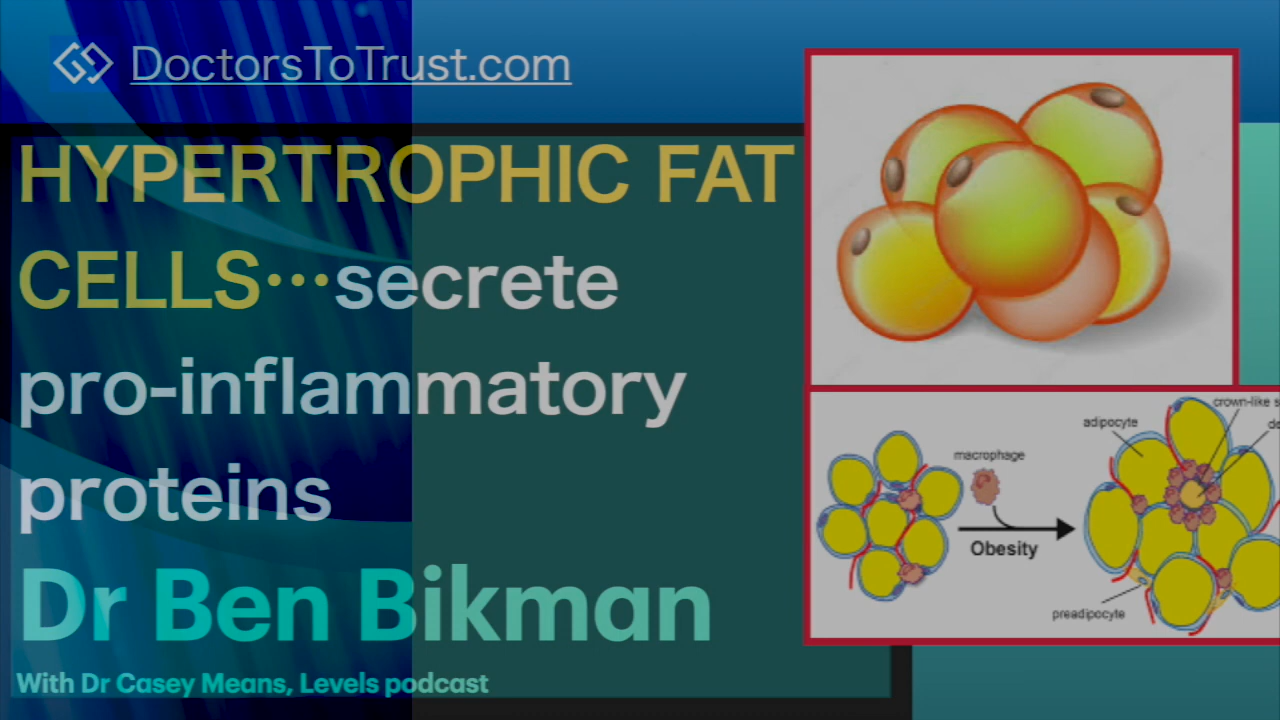 DoctorsToTrust.com
HYPERTROPHIC FAT
CELLS…secrete
pro-inflammatory
proteins
Dr Ben Bikman
With Dr Casey Means, Levels podcast
crown-like s
adipocyte
de
macrophage
Obesity
preadipocyte